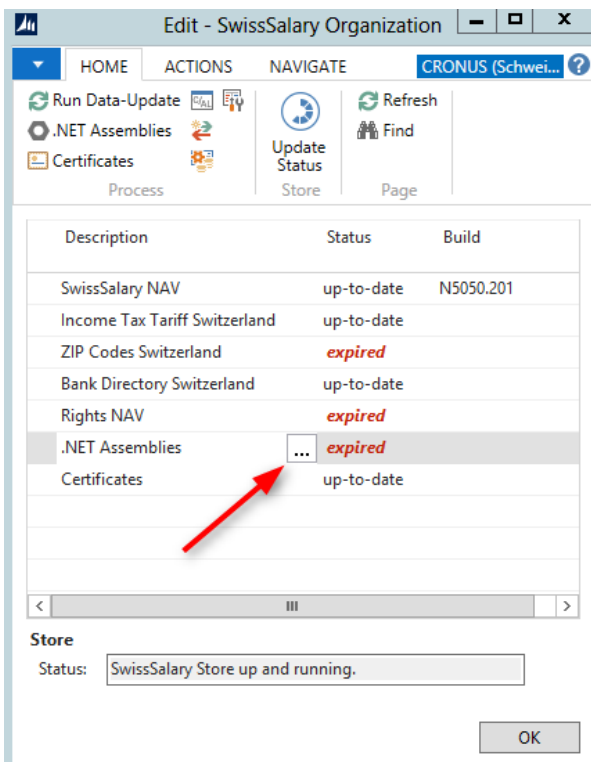 Edit - SwissSalary Organization
HOME ACTIONS NAVIGATE CRONUS (Schwei... ?
Run Data-Update C/AL Refresh
.NET Assemblies Find
Certificates Update Status
Process Store Page
Description Status Build
SwissSalary NAV up-to-date N5050.201
Income Tax Tariff Switzerland up-to-date
ZIP Codes Switzerland expired
Bank Directory Switzerland up-to-date
Rights NAV expired
.NET Assemblies ... expired
Certificates up-to-date
Store
Status: SwissSalary Store up and running.
OK